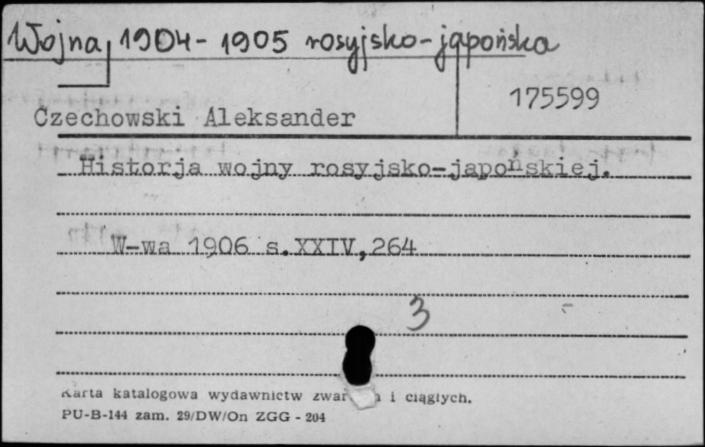 Wojna, 1904-1905 rosyjsko-japońska
175599
Czechowski Aleksander
Historja wojny rosyjsko-japońskiej.
W-wa 1906 s.XXIV,264
3
Karta katalogowa wydawnictw i ciągłych.
PU-B-144 zam. 29/DW/On ZGG - 204